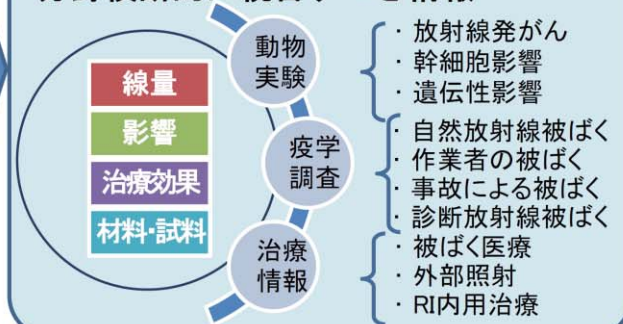 線量
影響
治療効果
材料・試料
動物
実験
・放射線発がん
・幹細胞影響
・遺伝性影響
疫学
調査
・自然放射線被ばく
・作業者の被ばく
・事故による被ばく
・診断放射線被ばく
治療
情報
・被ばく医療
・外部照射
・RI内用治療